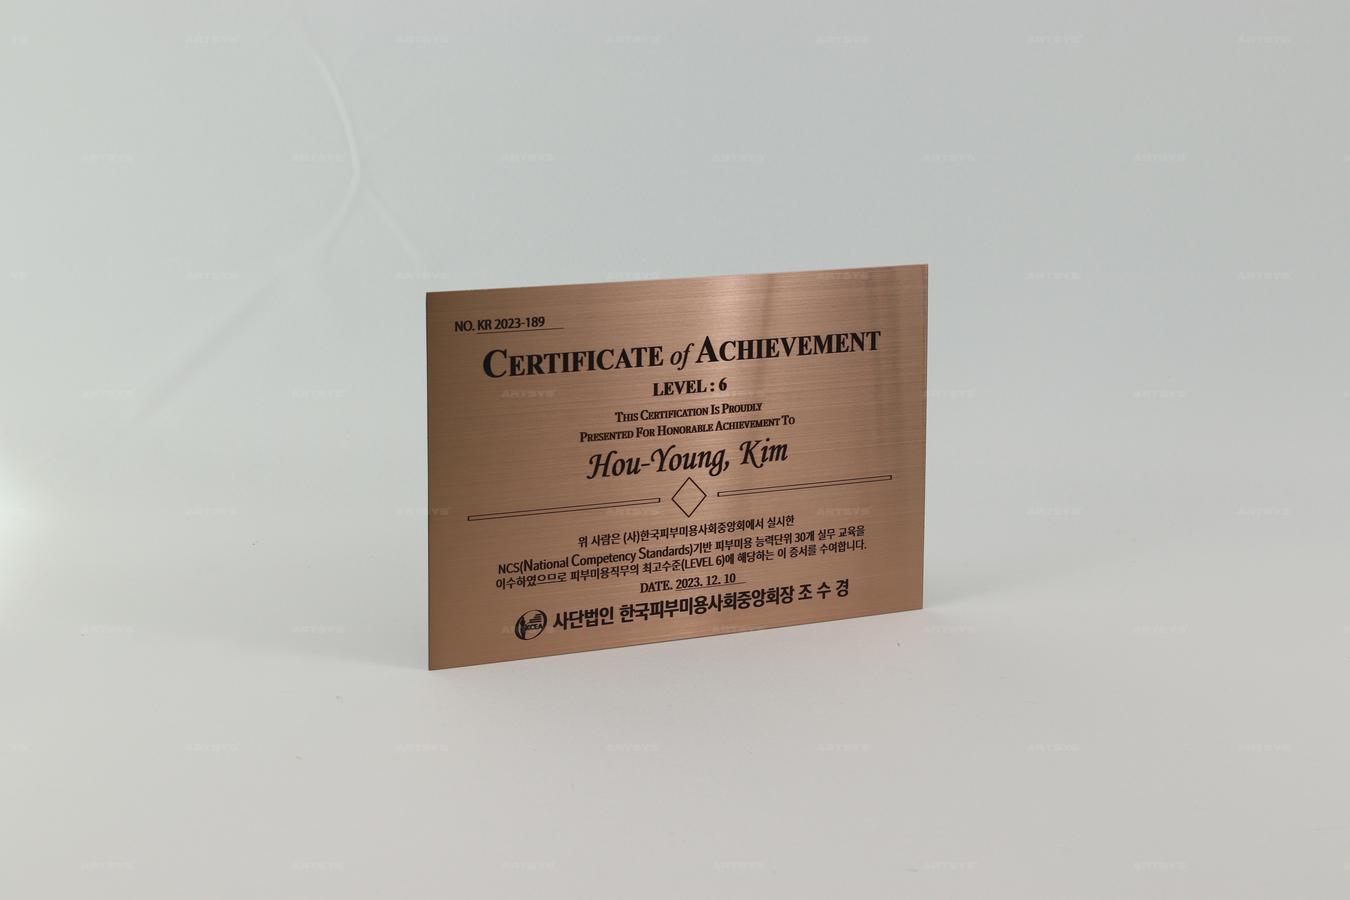 NO. KR 2023-189
CERTIFICATE of ACHIEVEMENT
LEVEL : 6
THIS CERTIFICATION IS PROUDLY
PRESENTED FOR HONORABLE ACHIEVEMENT TO
Hou-Young, Kim
위 사람은 (사)한국피부미용사회중앙회에서 실시한
NCS(National Competency Standards)기반 피부미용 능력단위 30개 실무 교육을
이수하였으므로 피부미용직무의 최고수준(LEVEL 6)에 해당하는 이 증서를 수여합니다.
DATE. 2023. 12. 10
KCEA 사단법인 한국피부미용사회중앙회장 조 수 경
ARTSYS